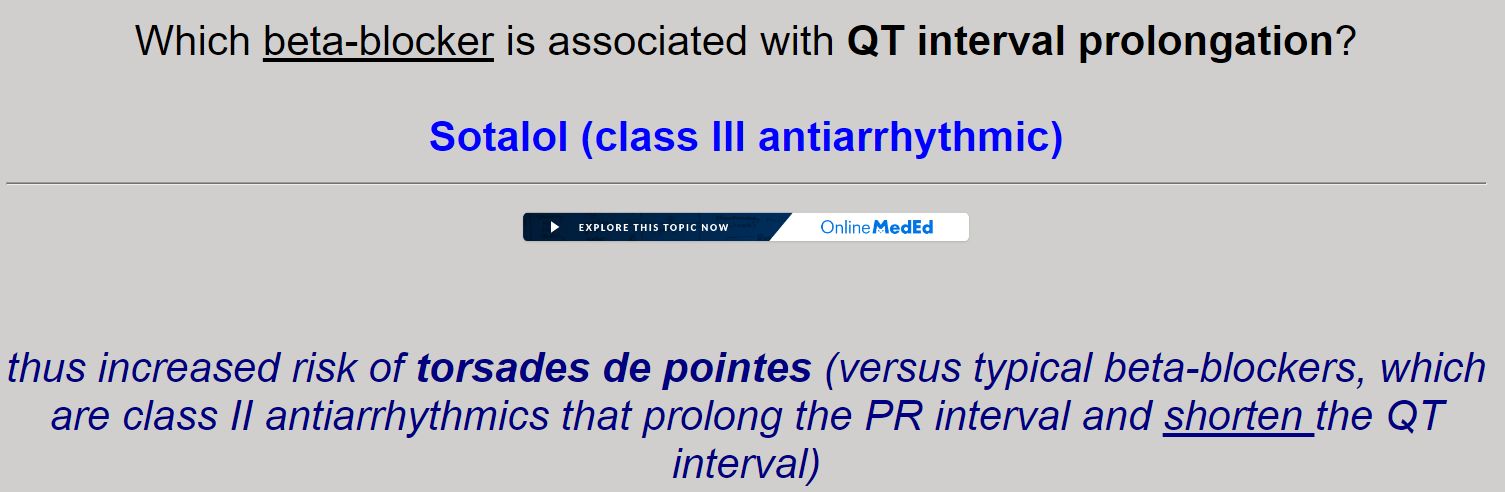 Which beta-blocker is associated with QT interval prolongation?
Sotalol (class III antiarrhythmic)
EXPLORE THIS TOPIC NOW OnlineMedEd
thus increased risk of torsades de pointes (versus typical beta-blockers, which
are class II antiarrhythmics that prolong the PR interval and shorten the QT
interval)